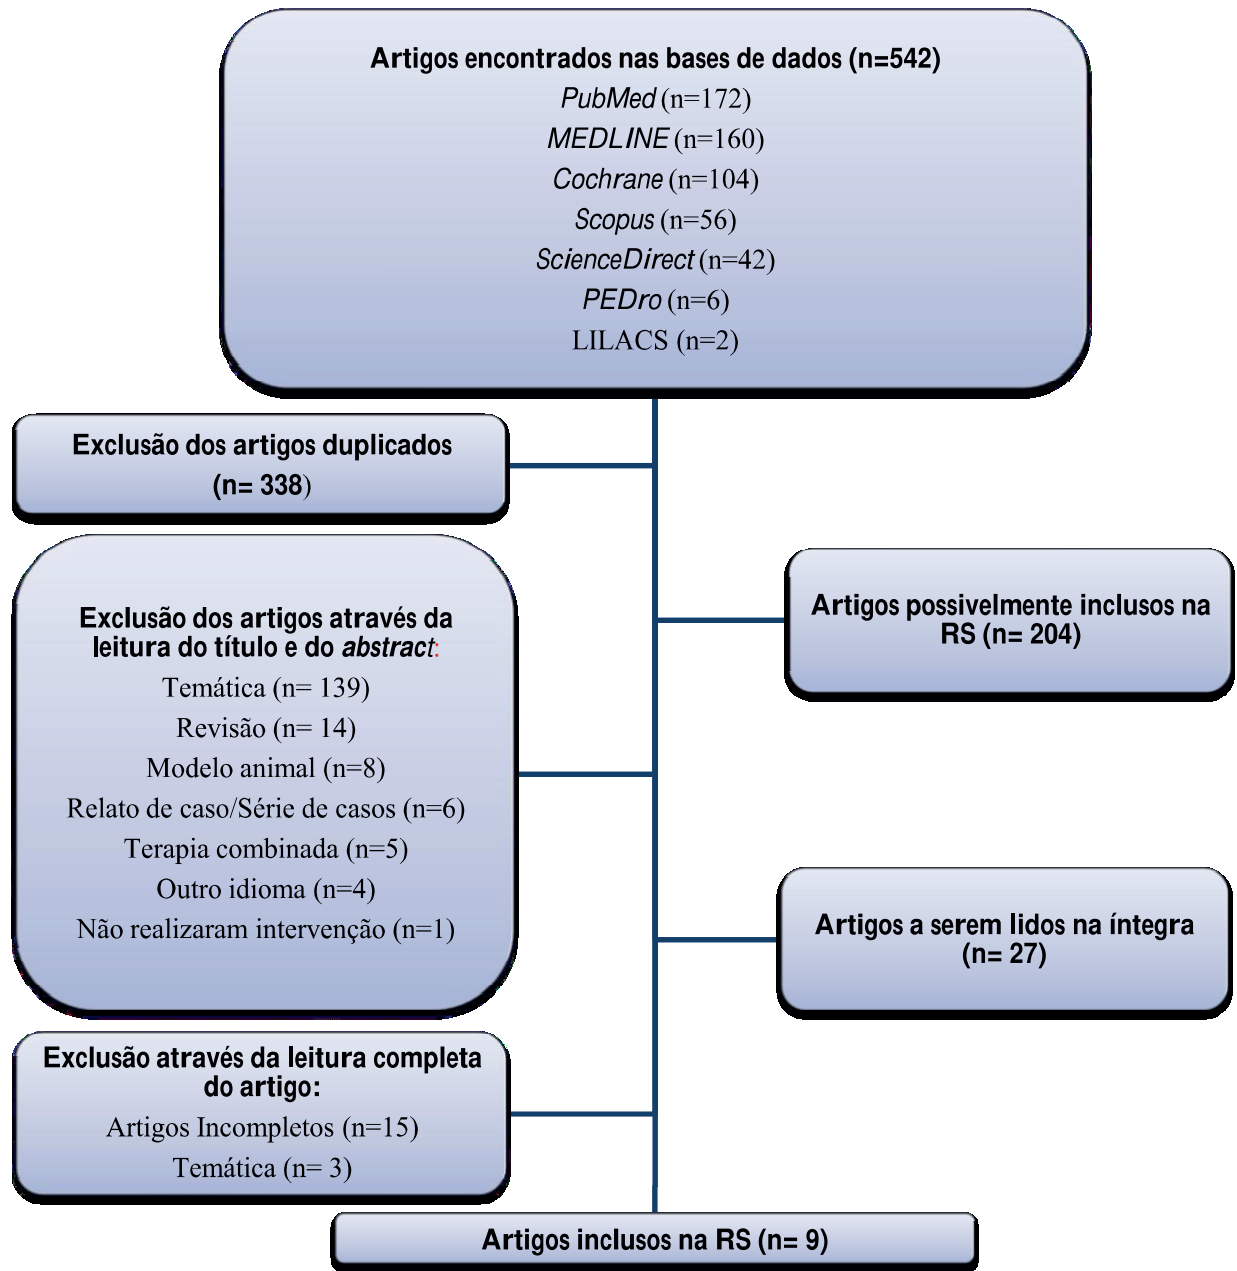 Artigos encontrados nas bases de dados (n=542)
PubMed (n=172)
MEDLINE (n=160)
Cochrane (n=104)
Scopus (n=56)
ScienceDirect (n=42)
PEDro (n=6)
LILACS (n=2)
Exclusão dos artigos duplicados
(n= 338)
Artigos possivelmente inclusos na
RS (n= 204)
Exclusão dos artigos através da
leitura do título e do abstract:
Temática (n= 139)
Revisão (n= 14)
Modelo animal (n=8)
Relato de caso/Série de casos (n=6)
Terapia combinada (n=5)
Outro idioma (n=4)
Não realizaram intervenção (n=1)
Artigos a serem lidos na íntegra
(n= 27)
Exclusão através da leitura completa
do artigo:
Artigos Incompletos (n=15)
Temática (n= 3)
Artigos inclusos na RS (n= 9)